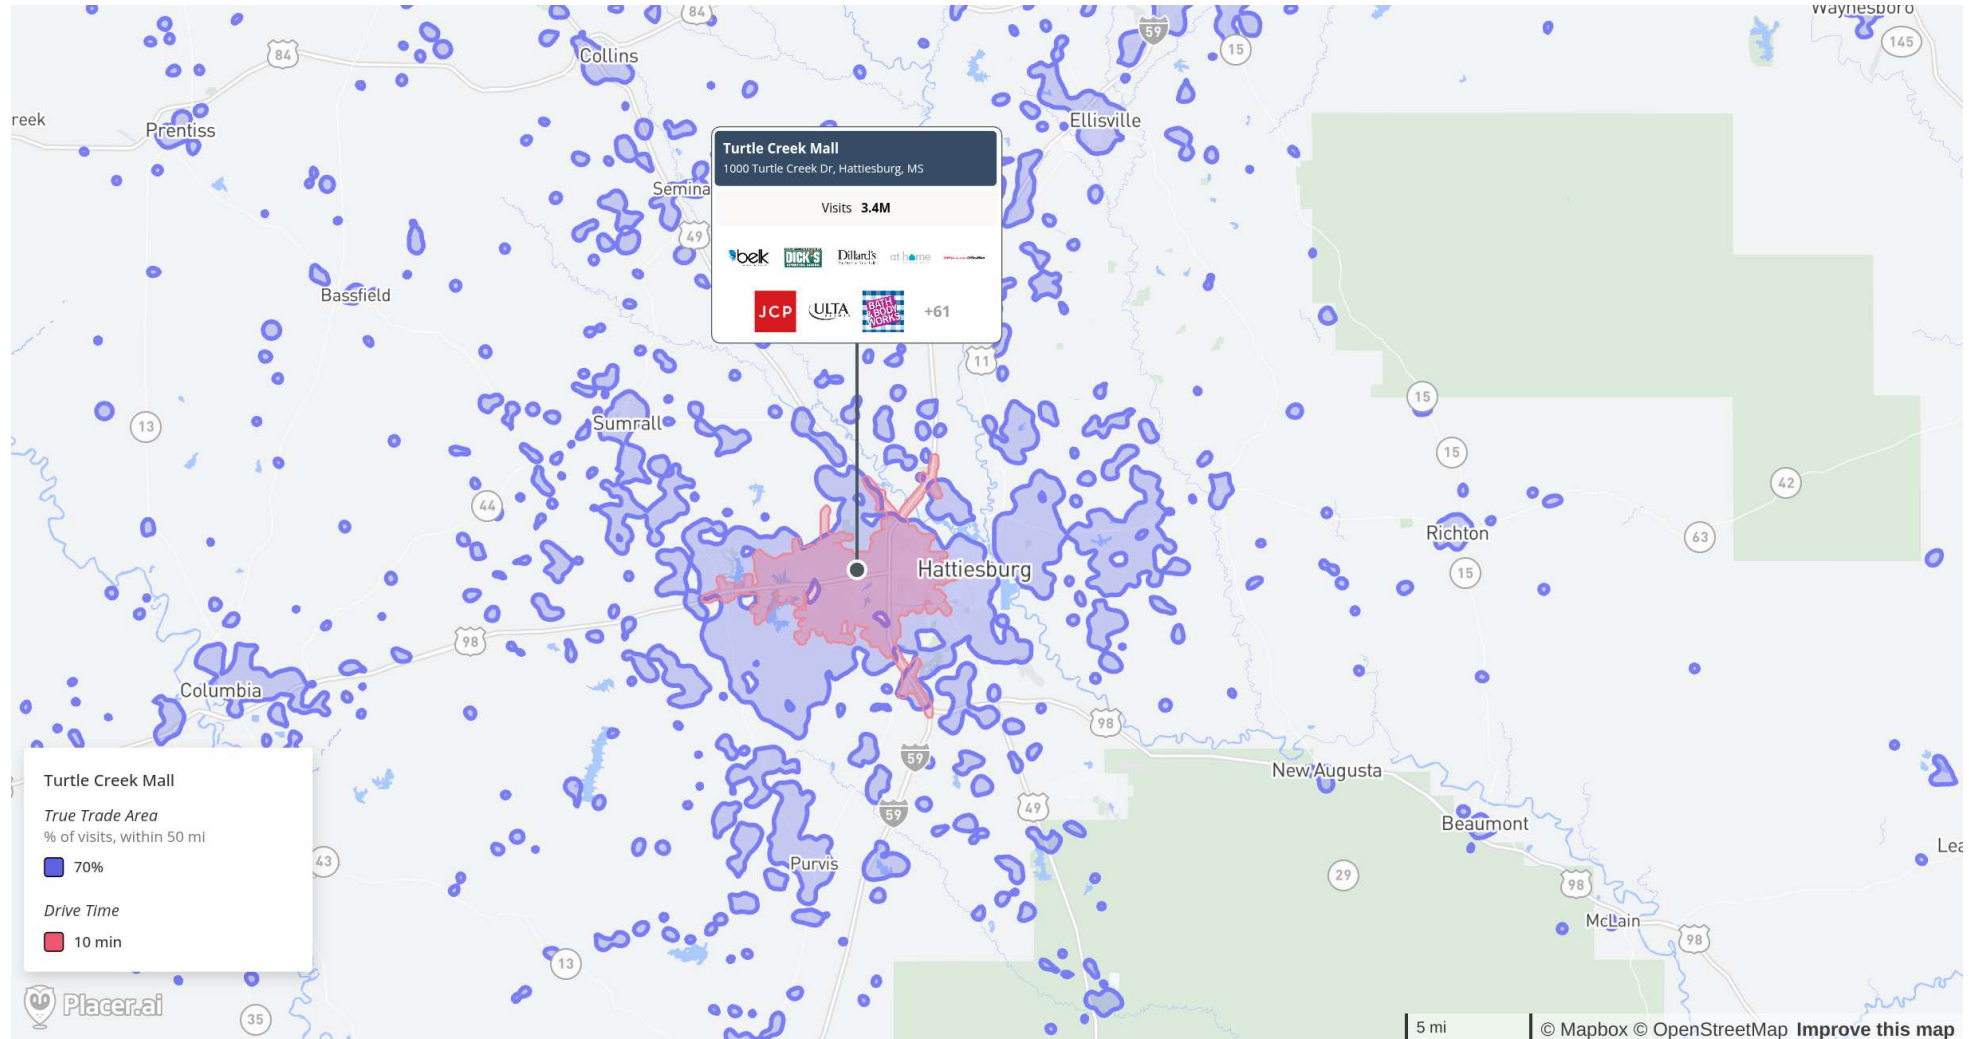 84
59
15
Waynesboro
145
84
Collins
reek
Prentiss
Ellisville
Turtle Creek Mall
1000 Turtle Creek Dr, Hattiesburg, MS
Semina
Visits 3.4M
49
belk
DICK'S
Dillard's
at home
Bassfield
JCP
ULTA
BATH & BODY WORKS
+61
11
15
13
Sumrall
15
44
42
Richton
63
Hattiesburg
15
98
Columbia
98
59
New Augusta
Turtle Creek Mall
True Trade Area
% of visits, within 50 mi
70%
49
59
Beaumont
Lea
43
Purvis
29
98
Drive Time
10 min
McLain
98
13
Placer.ai
35
5 mi
© Mapbox © OpenStreetMap Improve this map